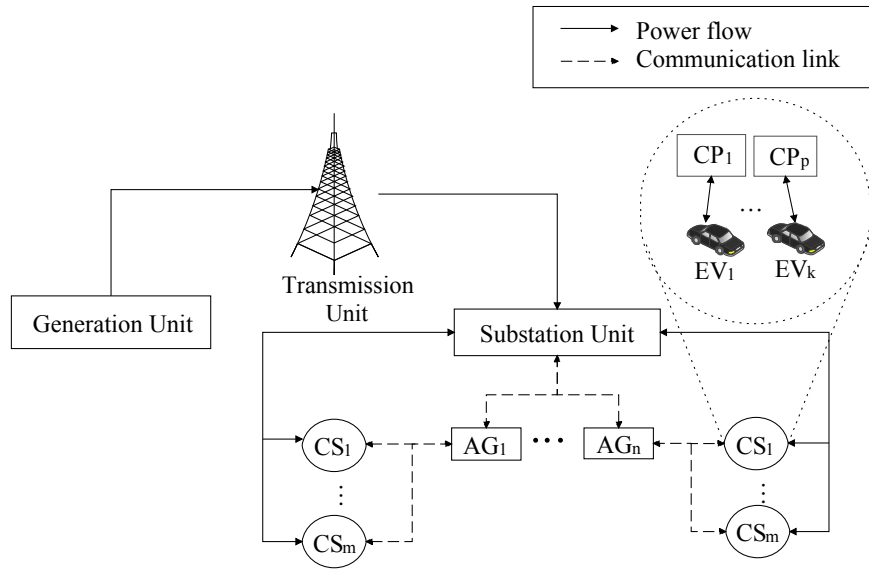 Power flow
Communication link
CP₁ CPₚ
...
EV₁ EVₖ
Transmission
Unit
Generation Unit
Substation Unit
CS₁ AG₁ ... AGₙ CS₁
⋮ ⋮
CSₘ CSₘ